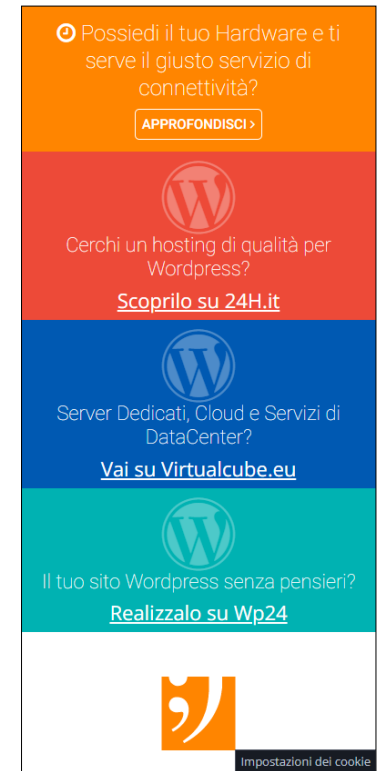 Possiedi il tuo Hardware e ti
serve il giusto servizio di
connettività?
APPROFONDISCI ›
Cerchi un hosting di qualità per
Wordpress?
Scoprilo su 24H.it
Server Dedicati, Cloud e Servizi di
DataCenter?
Vai su Virtualcube.eu
Il tuo sito Wordpress senza pensieri?
Realizzalo su Wp24
Impostazioni dei cookie